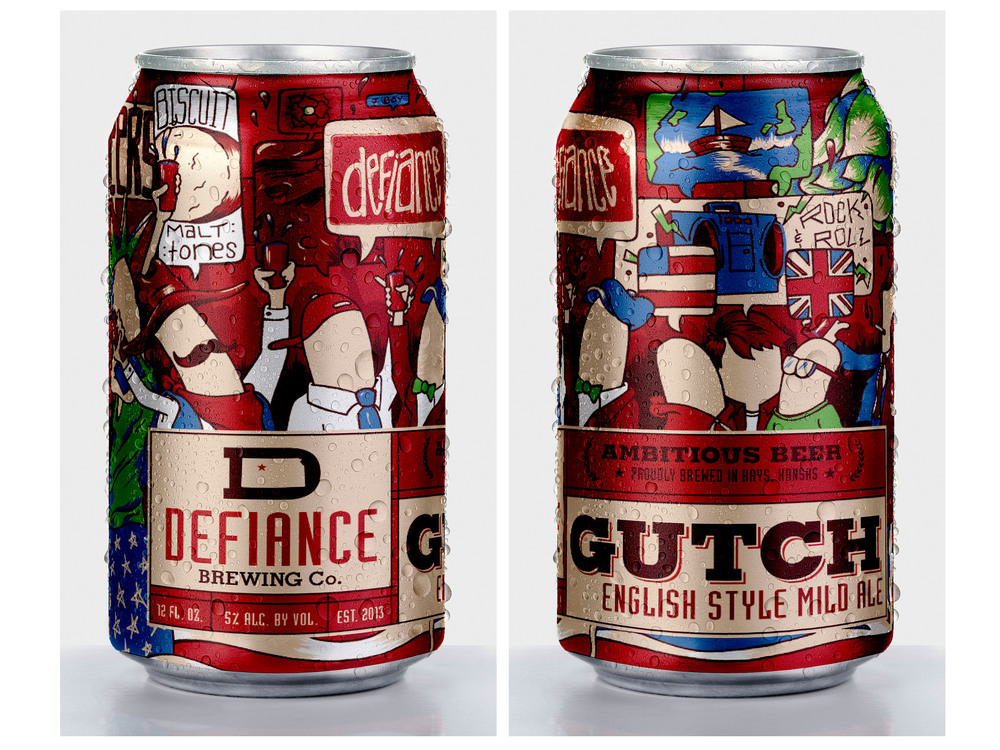 BISCUIT
MALT:
:tones
defiance
D
DEFIANCE
BREWING Co.
12 FL. OZ. 5% ALC. BY VOL. EST. 2013
ROCK
&
ROLL
AMBITIOUS BEER
★ PROUDLY BREWED IN HAYS, KANSAS ★
GUTCH
ENGLISH STYLE MILD ALE